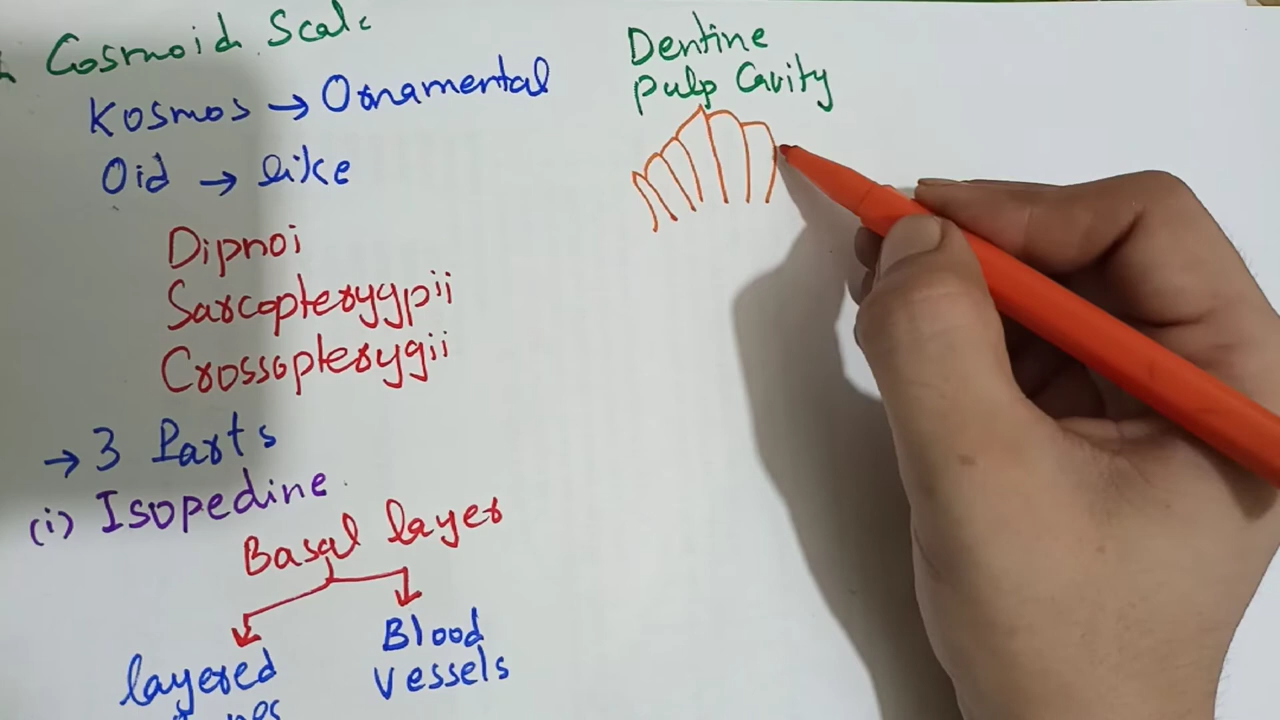 Cosmoid Scale
Kosmos → Ornamental
Oid → like
Dipnoi
Sarcopterygpii
Crossopterygii
→ 3 Parts
(i) Isopedine
Basal layer
layered
Blood
vessels
Dentine
pulp Cavity